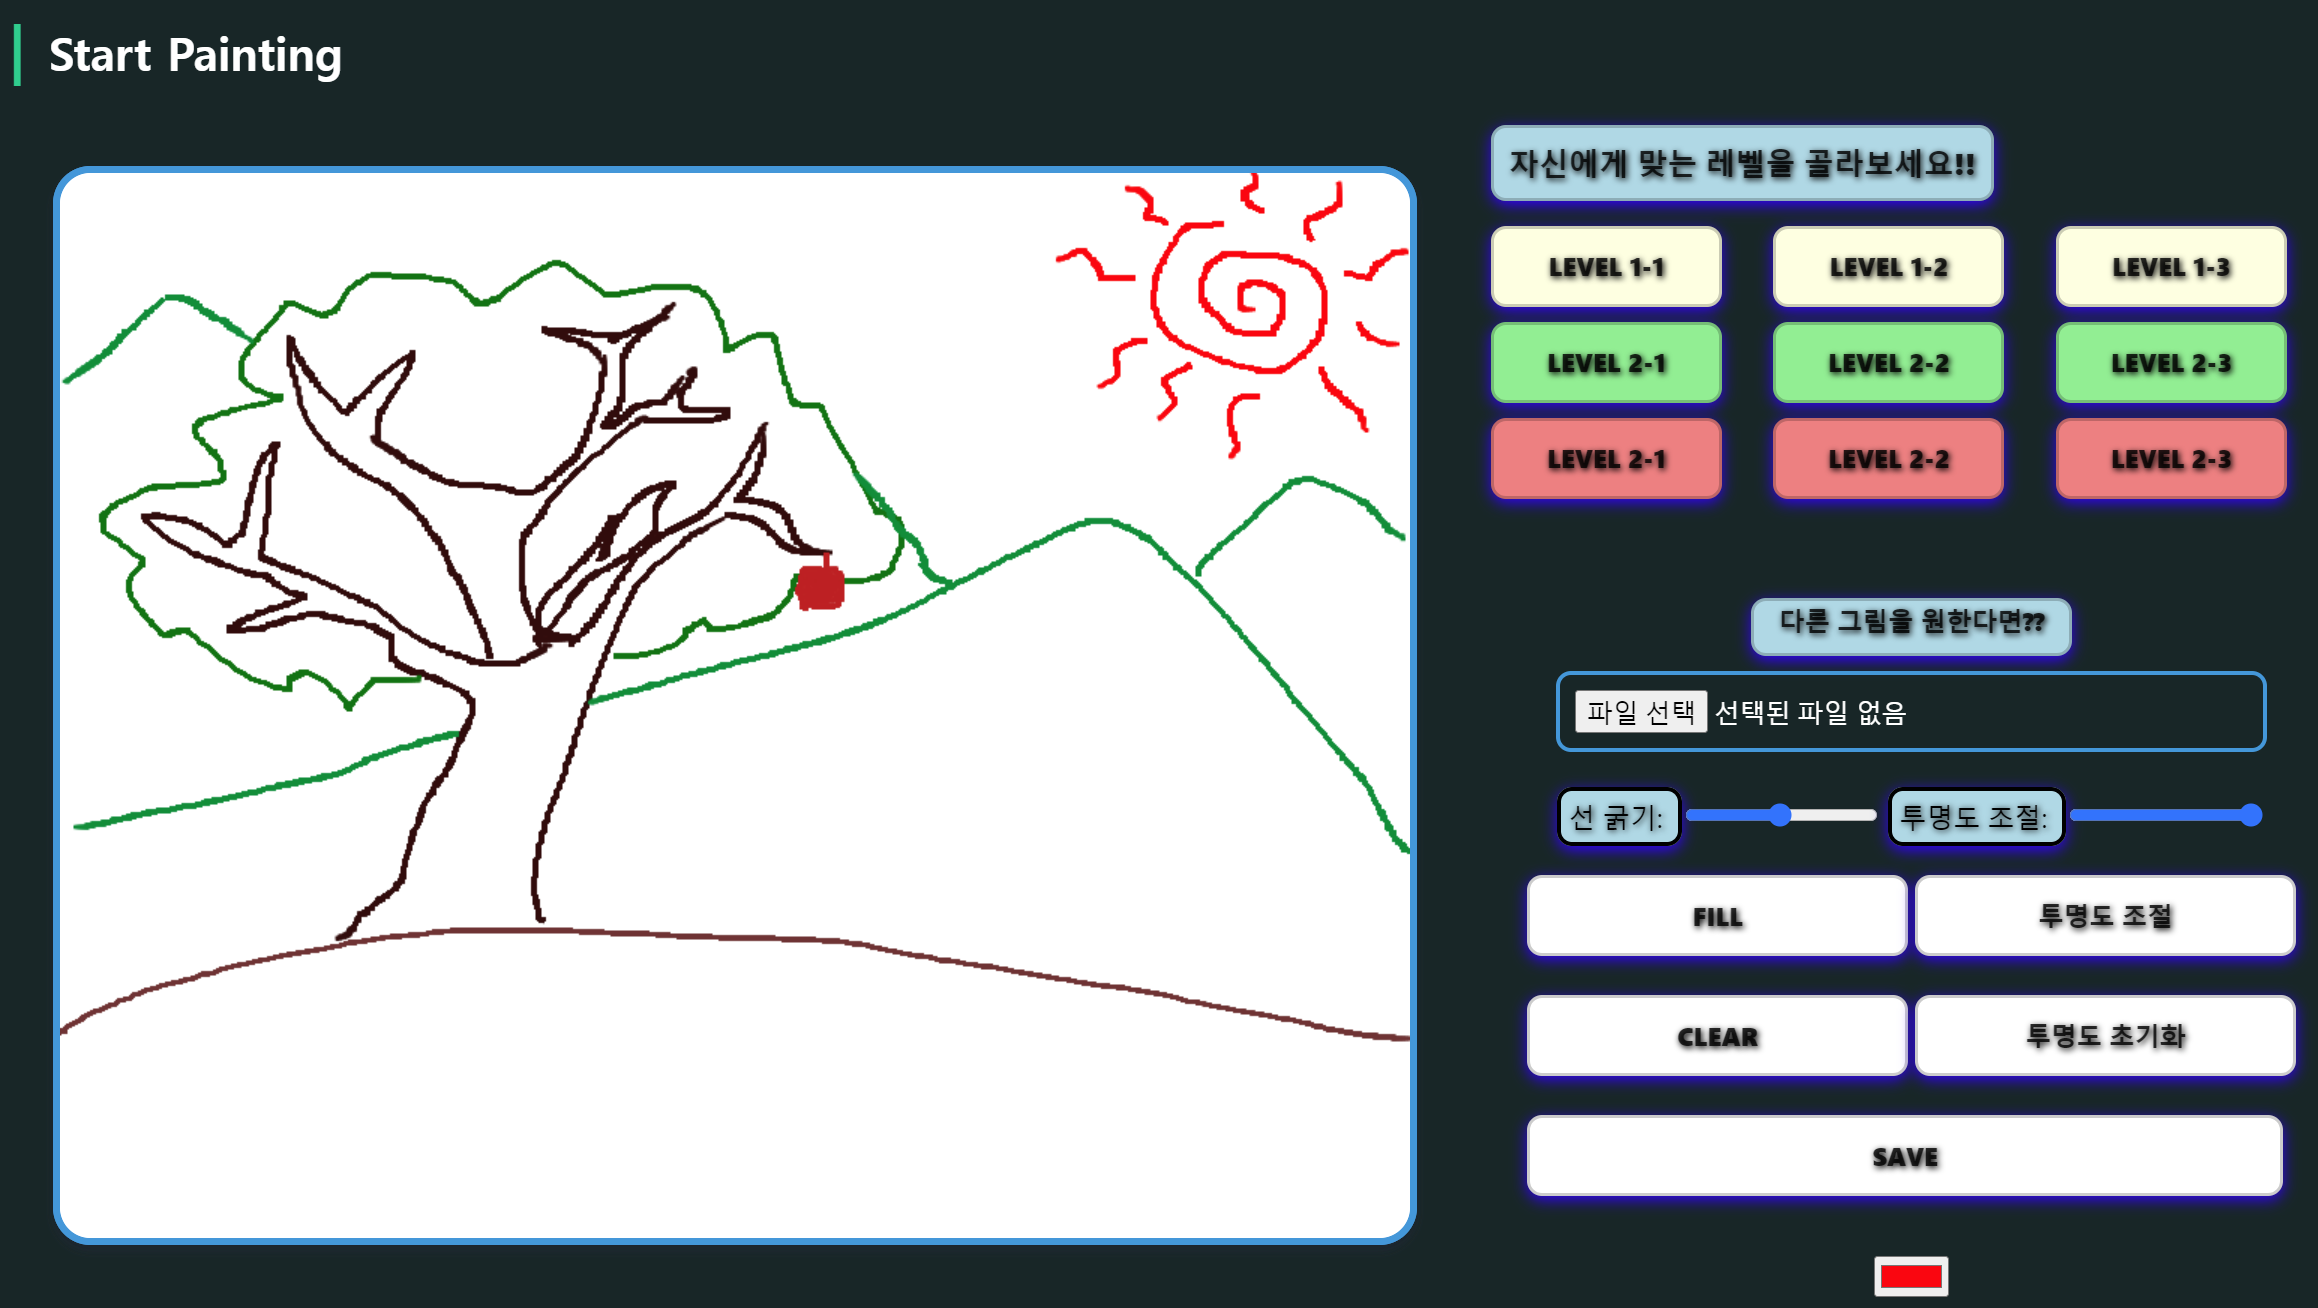 Start Painting
자신에게 맞는 레벨을 골라보세요!!
LEVEL 1-1
LEVEL 1-2
LEVEL 1-3
LEVEL 2-1
LEVEL 2-2
LEVEL 2-3
LEVEL 2-1
LEVEL 2-2
LEVEL 2-3
다른 그림을 원한다면??
파일 선택 선택된 파일 없음
선 굵기:
투명도 조절:
FILL
투명도 조절
CLEAR
투명도 초기화
SAVE